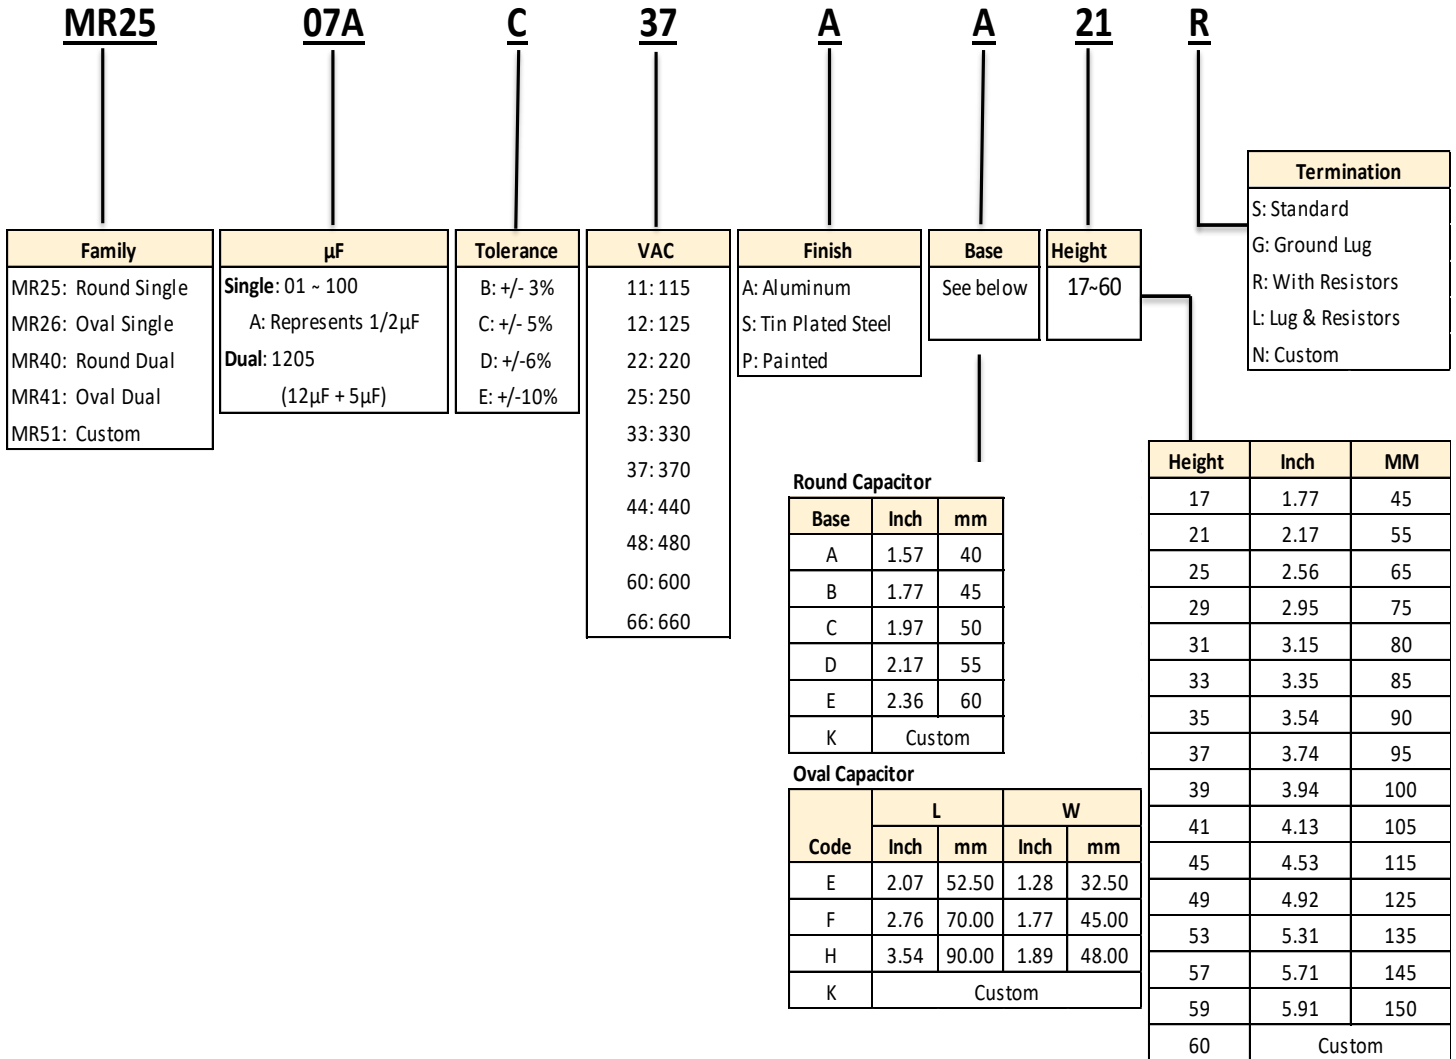 MR25 07A C 37 A A 21 R
Termination
S: Standard
G: Ground Lug
R: With Resistors
L: Lug & Resistors
N: Custom
Family
MR25: Round Single
MR26: Oval Single
MR40: Round Dual
MR41: Oval Dual
MR51: Custom
µF
Single: 01 ~ 100
A: Represents 1/2µF
Dual: 1205
(12µF + 5µF)
Tolerance
B: +/- 3%
C: +/- 5%
D: +/-6%
E: +/-10%
VAC
11: 115
12: 125
22: 220
25: 250
33: 330
37: 370
44: 440
48: 480
60: 600
66: 660
Finish
A: Aluminum
S: Tin Plated Steel
P: Painted
Base
See below
Height
17~60
Round Capacitor
Base Inch mm
A 1.57 40
B 1.77 45
C 1.97 50
D 2.17 55
E 2.36 60
K Custom
Oval Capacitor
L W
Code Inch mm Inch mm
E 2.07 52.50 1.28 32.50
F 2.76 70.00 1.77 45.00
H 3.54 90.00 1.89 48.00
K Custom
Height Inch MM
17 1.77 45
21 2.17 55
25 2.56 65
29 2.95 75
31 3.15 80
33 3.35 85
35 3.54 90
37 3.74 95
39 3.94 100
41 4.13 105
45 4.53 115
49 4.92 125
53 5.31 135
57 5.71 145
59 5.91 150
60 Custom